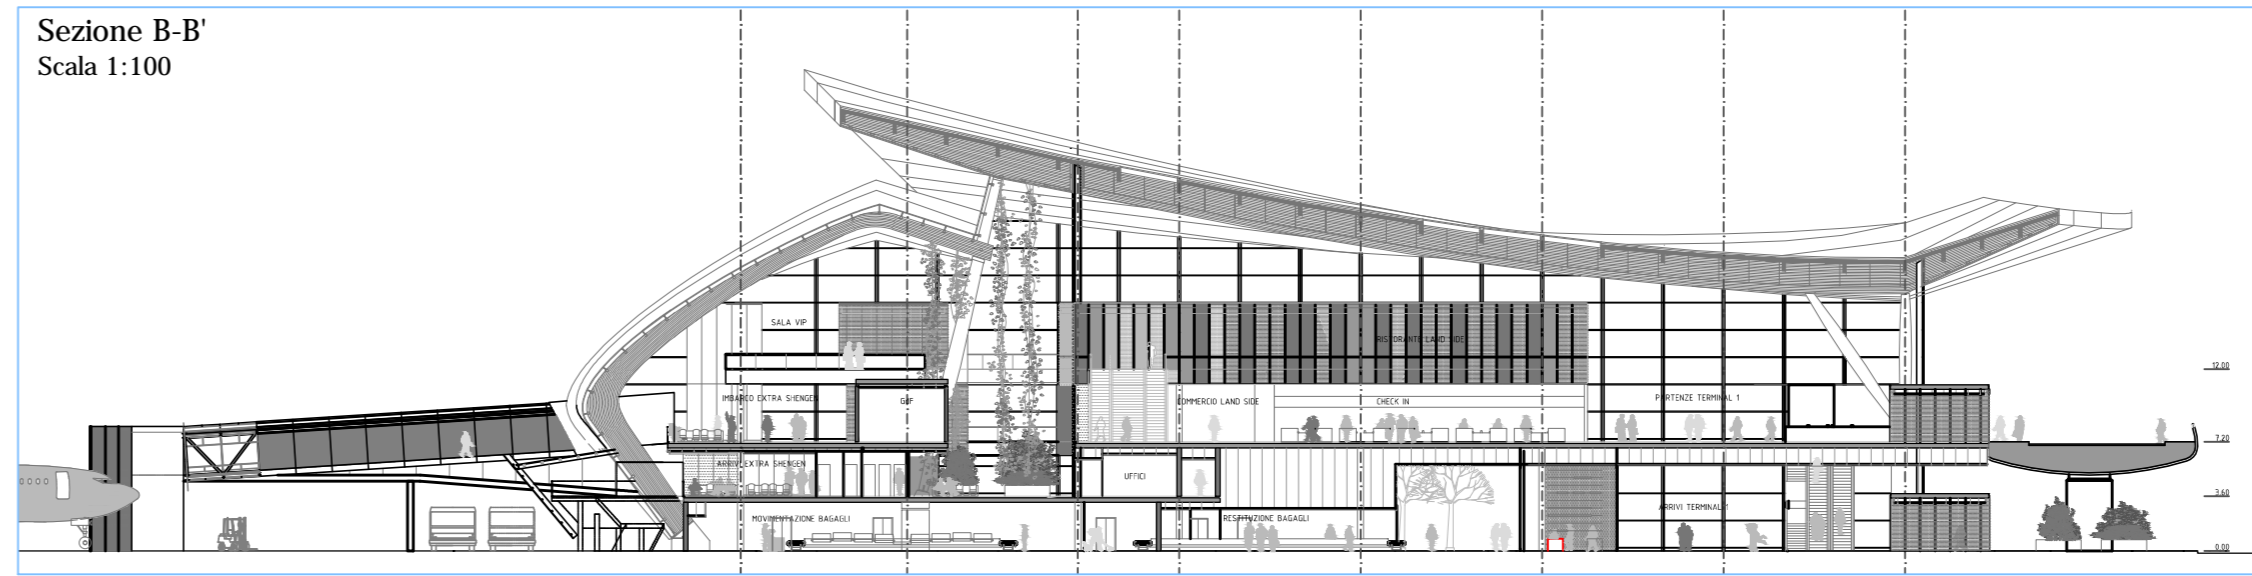 Sezione B-B'
Scala 1:100
SALA VIP
RISTORANTE LAND SIDE
12.00
IMBARCO EXTRA SHENGEN
GdF
COMMERCIO LAND SIDE
CHECK IN
PARTENZE TERMINAL 1
7.20
ARRIVI EXTRA SHENGEN
UFFICI
3.60
MOVIMENTAZIONE BAGAGLI
RESTITUZIONE BAGAGLI
ARRIVI TERMINAL 1
0.00